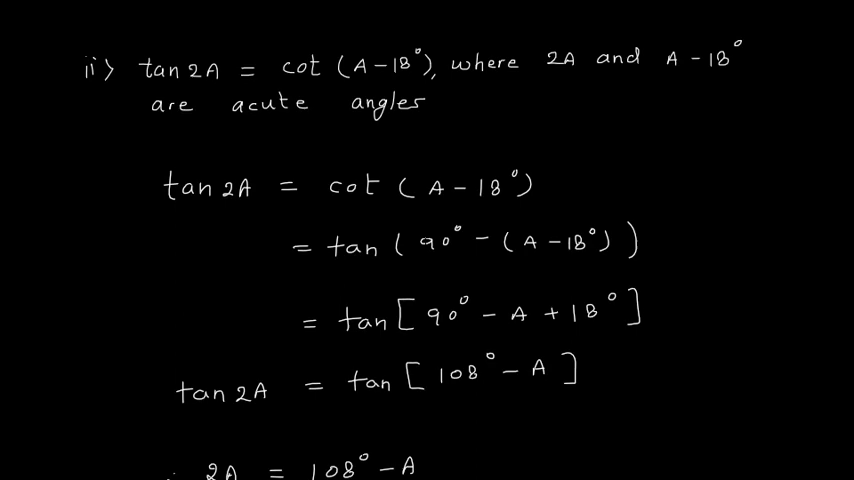 ii> tan 2A = cot (A-18°), where 2A and A-18°
are acute angles
tan 2A = cot (A-18°)
= tan (90° - (A-18°))
= tan [90° - A + 18°]
tan 2A = tan [108° - A]
2A = 108° - A